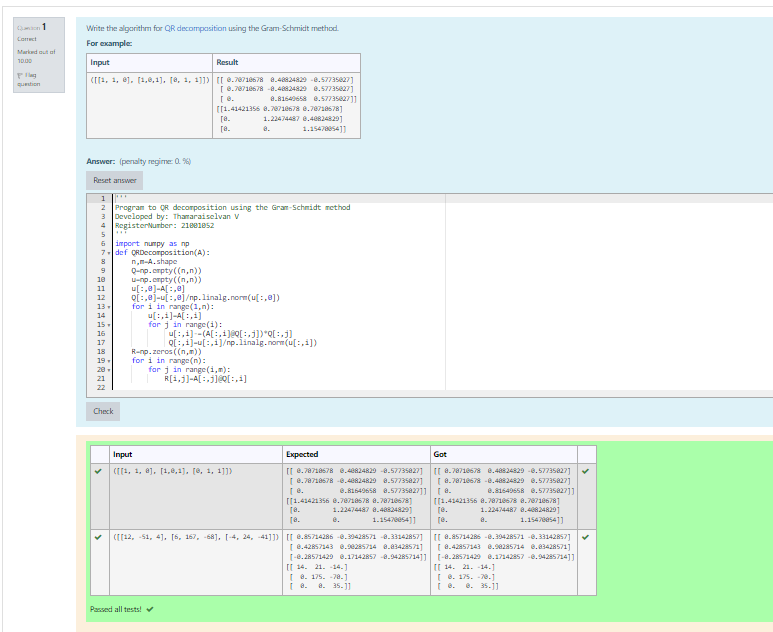 Question 1
Correct
Marked out of
10.00
Flag
question
Write the algorithm for QR decomposition using the Gram-Schmidt method.
For example:
Input Result
([[1, 1, 0], [1,0,1], [0, 1, 1]]) [[ 0.70710678 0.40824829 -0.57735027]
[ 0.70710678 -0.40824829 0.57735027]
[ 0. 0.81649658 0.57735027]]
[[1.41421356 0.70710678 0.70710678]
[0. 1.22474487 0.40824829]
[0. 0. 1.15470054]]
Answer: (penalty regime: 0. %)
Reset answer
1 '''
2 Program to QR decomposition using the Gram-Schmidt method
3 Developed by: Thamaraiselvan V
4 RegisterNumber: 21001052
5 '''
6 import numpy as np
7 def QRDecomposition(A):
8 n,m=A.shape
9 Q=np.empty((n,n))
10 u=np.empty((n,n))
11 u[:,0]=A[:,0]
12 Q[:,0]=u[:,0]/np.linalg.norm(u[:,0])
13 for i in range(1,n):
14 u[:,i]=A[:,i]
15 for j in range(i):
16 u[:,i]-=(A[:,i]@Q[:,j])*Q[:,j]
17 Q[:,i]=u[:,i]/np.linalg.norm(u[:,i])
18 R=np.zeros((n,m))
19 for i in range(n):
20 for j in range(i,m):
21 R[i,j]=A[:,j]@Q[:,i]
22
Check
Input Expected Got
([[1, 1, 0], [1,0,1], [0, 1, 1]]) [[ 0.70710678 0.40824829 -0.57735027] [[ 0.70710678 0.40824829 -0.57735027]
[ 0.70710678 -0.40824829 0.57735027] [ 0.70710678 -0.40824829 0.57735027]
[ 0. 0.81649658 0.57735027]] [ 0. 0.81649658 0.57735027]]
[[1.41421356 0.70710678 0.70710678] [[1.41421356 0.70710678 0.70710678]
[0. 1.22474487 0.40824829] [0. 1.22474487 0.40824829]
[0. 0. 1.15470054]] [0. 0. 1.15470054]]
([[12, -51, 4], [6, 167, -68], [-4, 24, -41]]) [[ 0.85714286 -0.39428571 -0.33142857] [[ 0.85714286 -0.39428571 -0.33142857]
[ 0.42857143 0.90285714 0.03428571] [ 0.42857143 0.90285714 0.03428571]
[-0.28571429 0.17142857 -0.94285714]] [-0.28571429 0.17142857 -0.94285714]]
[[ 14. 21. -14.] [[ 14. 21. -14.]
[ 0. 175. -70.] [ 0. 175. -70.]
[ 0. 0. 35.]] [ 0. 0. 35.]]
Passed all tests!